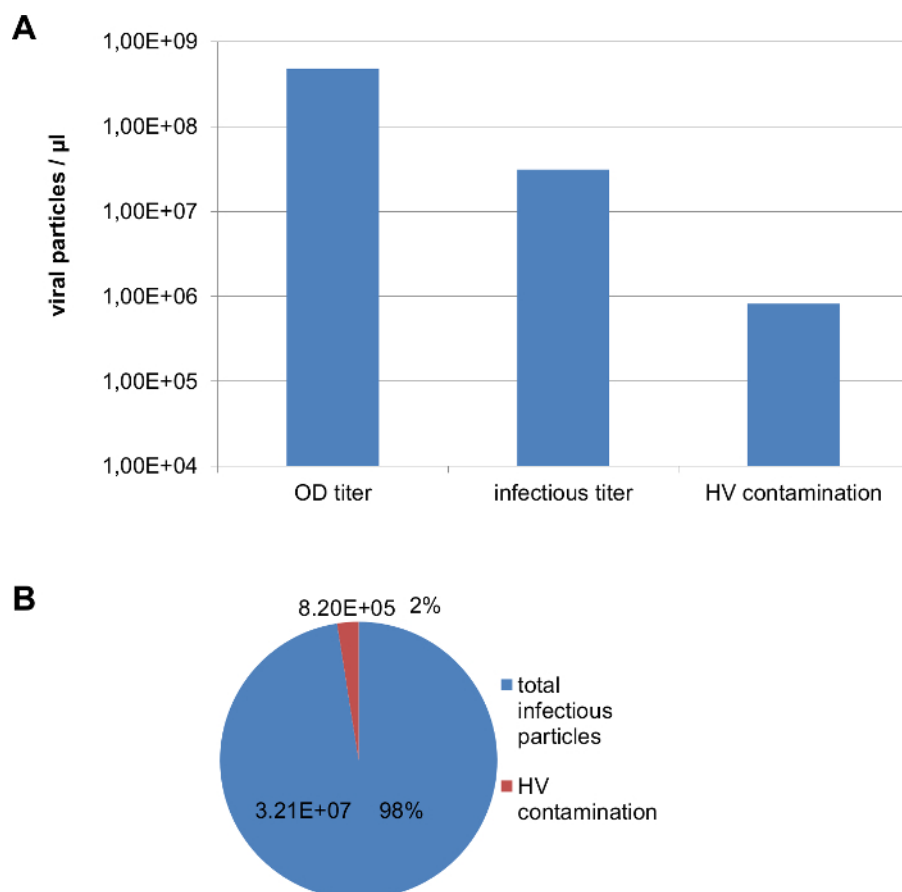 A
1,00E+09
1,00E+08
1,00E+07
1,00E+06
1,00E+05
1,00E+04
viral particles / µl
OD titer
infectious titer
HV contamination
B
8.20E+05 2%
3.21E+07 98%
total
infectious
particles
HV
contamination